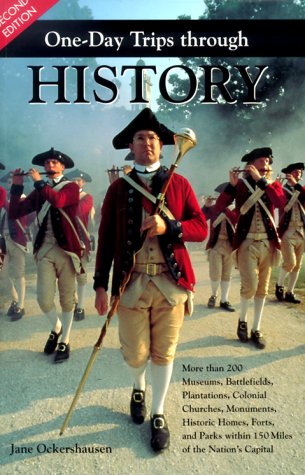 SECOND
EDITION
One-Day Trips through
HISTORY
More than 200
Museums, Battlefields,
Plantations, Colonial
Churches, Monuments,
Historic Homes, Forts,
and Parks within 150 Miles
of the Nation's Capital
Jane Ockershausen